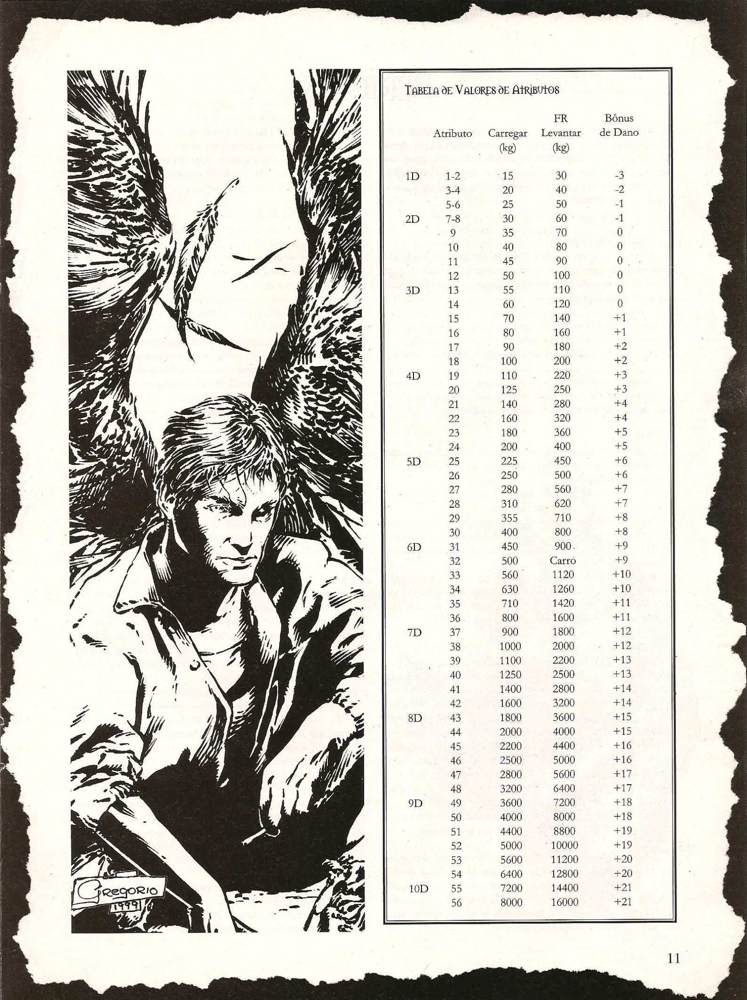 TABELA DE VALORES DE ATRIBUTOS
FR Bônus
Atributo Carregar Levantar de Dano
(kg) (kg)
1D 1-2 15 30 -3
3-4 20 40 -2
5-6 25 50 -1
2D 7-8 30 60 -1
9 35 70 0
10 40 80 0
11 45 90 0
12 50 100 0
3D 13 55 110 0
14 60 120 0
15 70 140 +1
16 80 160 +1
17 90 180 +2
18 100 200 +2
4D 19 110 220 +3
20 125 250 +3
21 140 280 +4
22 160 320 +4
23 180 360 +5
24 200 400 +5
5D 25 225 450 +6
26 250 500 +6
27 280 560 +7
28 310 620 +7
29 355 710 +8
30 400 800 +8
6D 31 450 900 +9
32 500 Carro +9
33 560 1120 +10
34 630 1260 +10
35 710 1420 +11
36 800 1600 +11
7D 37 900 1800 +12
38 1000 2000 +12
39 1100 2200 +13
40 1250 2500 +13
41 1400 2800 +14
42 1600 3200 +14
8D 43 1800 3600 +15
44 2000 4000 +15
45 2200 4400 +16
46 2500 5000 +16
47 2800 5600 +17
48 3200 6400 +17
9D 49 3600 7200 +18
50 4000 8000 +18
51 4400 8800 +19
52 5000 10000 +19
53 5600 11200 +20
54 6400 12800 +20
10D 55 7200 14400 +21
56 8000 16000 +21
GREGORIO
1999
11